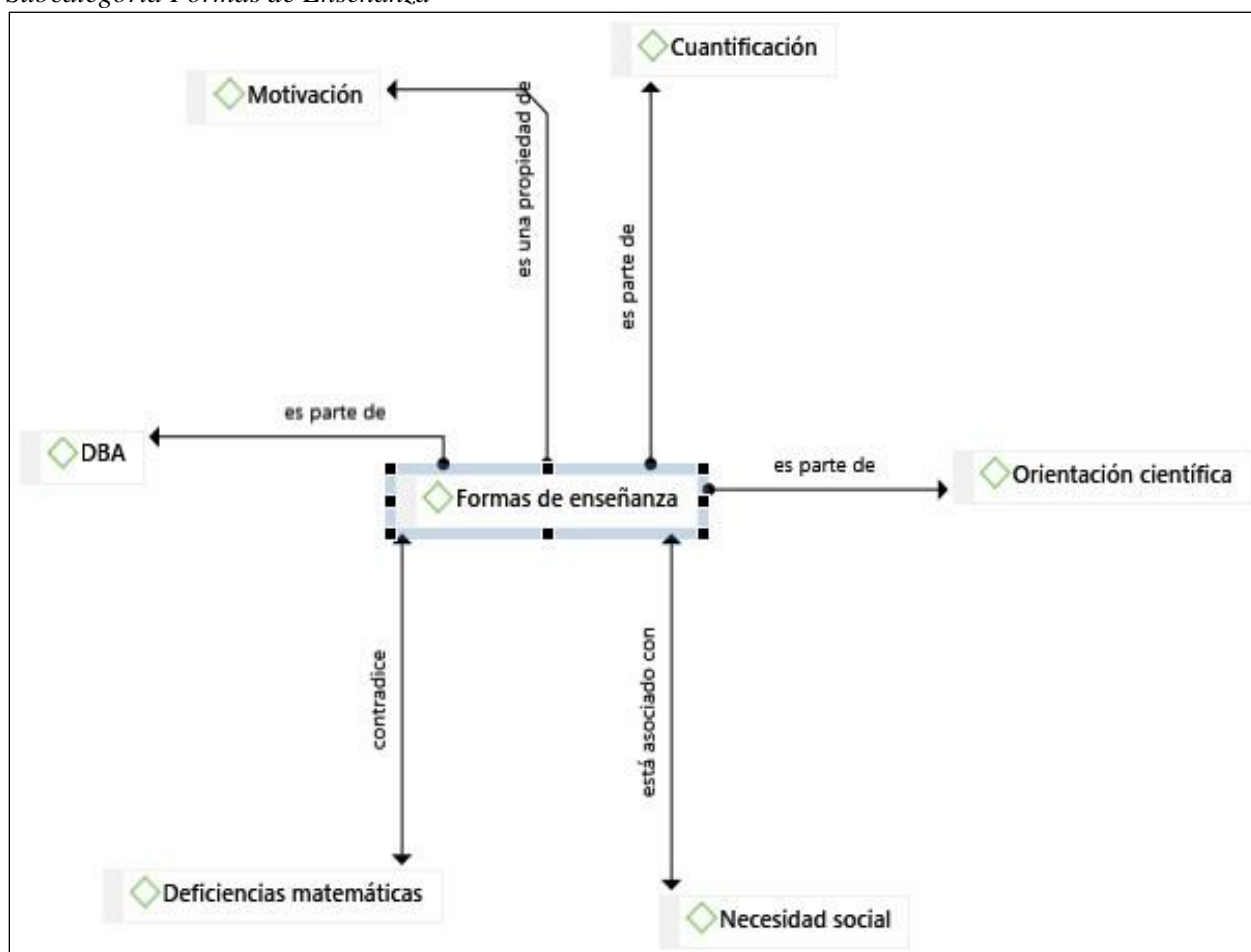 Subcategoría Formas de Enseñanza
Cuantificación
Motivación
es una propiedad de
es parte de
es parte de
DBA
es parte de
Orientación científica
Formas de enseñanza
contradice
está asociado con
Deficiencias matemáticas
Necesidad social